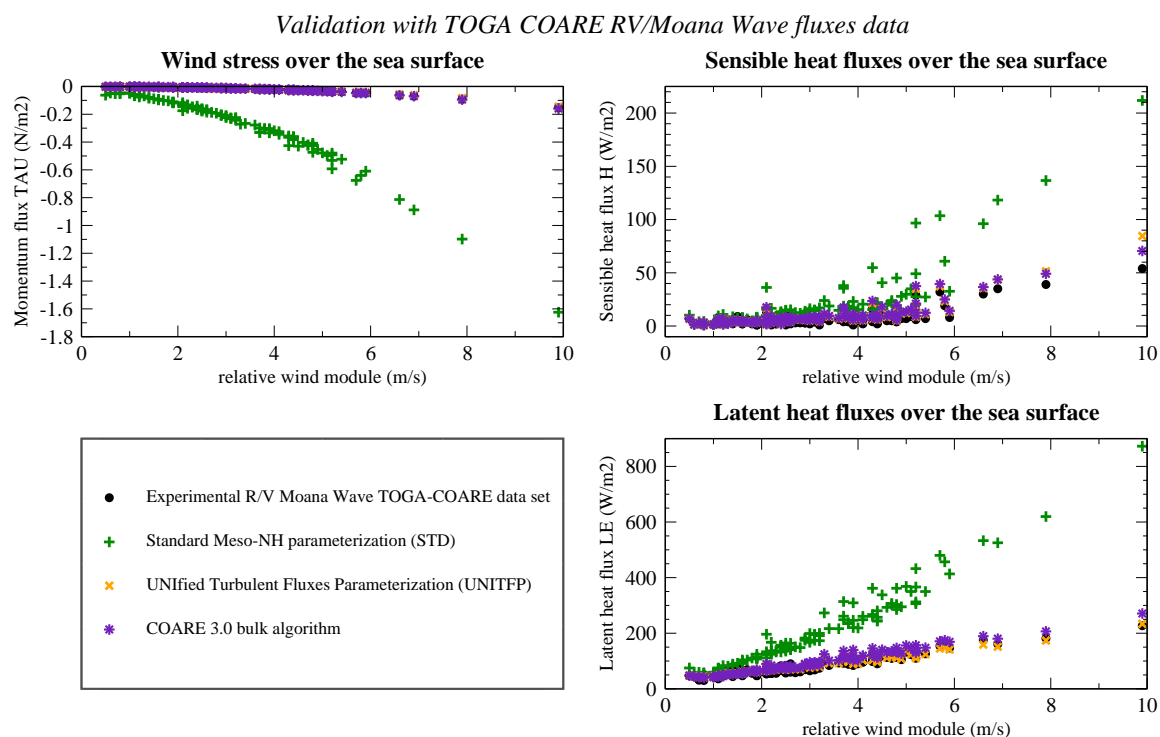 Validation with TOGA COARE RV/Moana Wave fluxes data
Wind stress over the sea surface
Momentum flux TAU (N/m2)
0
-0.2
-0.4
-0.6
-0.8
-1
-1.2
-1.4
-1.6
-1.8
0 2 4 6 8 10
relative wind module (m/s)
Sensible heat fluxes over the sea surface
Sensible heat flux H (W/m2)
200
150
100
50
0
0 2 4 6 8 10
relative wind module (m/s)
Experimental R/V Moana Wave TOGA-COARE data set
Standard Meso-NH parameterization (STD)
UNIfied Turbulent Fluxes Parameterization (UNITFP)
COARE 3.0 bulk algorithm
Latent heat fluxes over the sea surface
Latent heat flux LE (W/m2)
800
600
400
200
0
0 2 4 6 8 10
relative wind module (m/s)